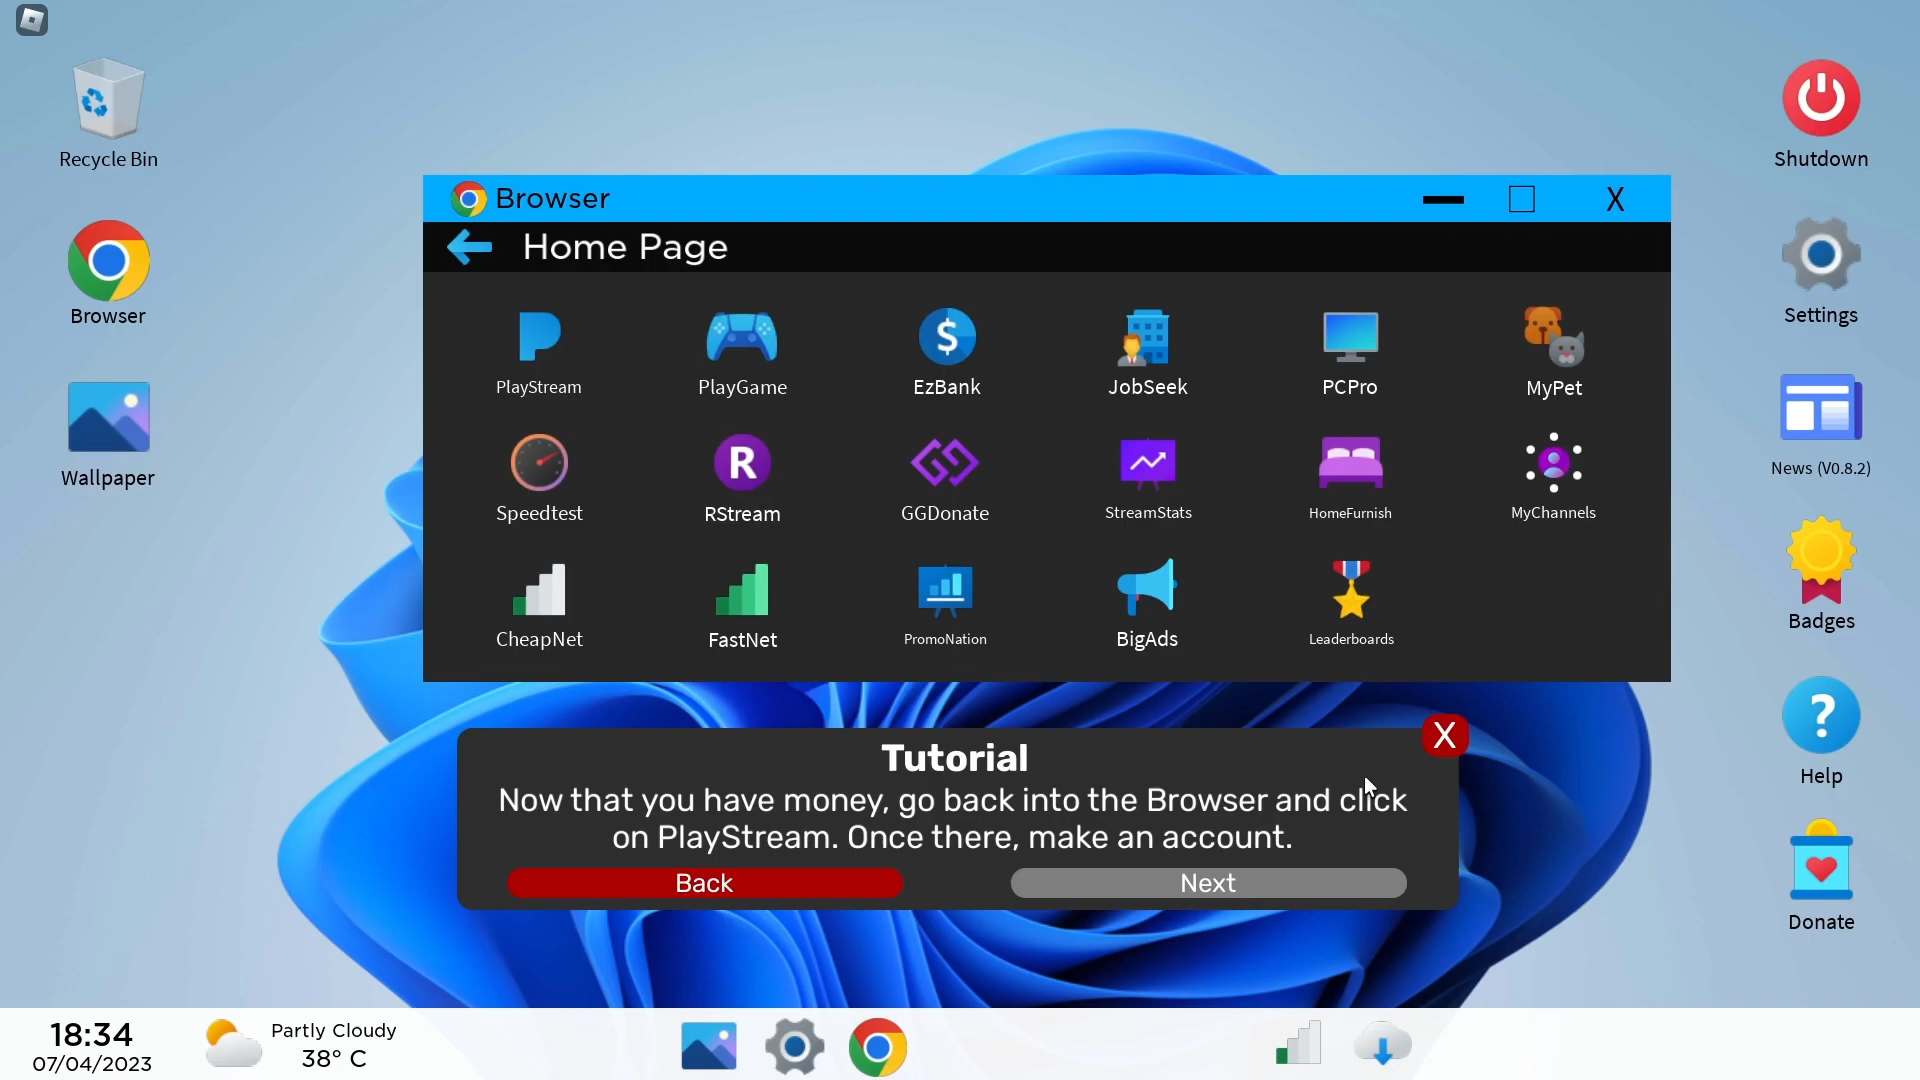 Recycle Bin
Browser
Wallpaper
Browser
X
Home Page
PlayStream
PlayGame
EzBank
JobSeek
PCPro
MyPet
Speedtest
RStream
GGDonate
StreamStats
HomeFurnish
MyChannels
CheapNet
FastNet
PromoNation
BigAds
Leaderboards
Tutorial
X
Now that you have money, go back into the Browser and click
on PlayStream. Once there, make an account.
Back
Next
Shutdown
Settings
News (V0.8.2)
Badges
Help
Donate
18:34
07/04/2023
Partly Cloudy
38° C